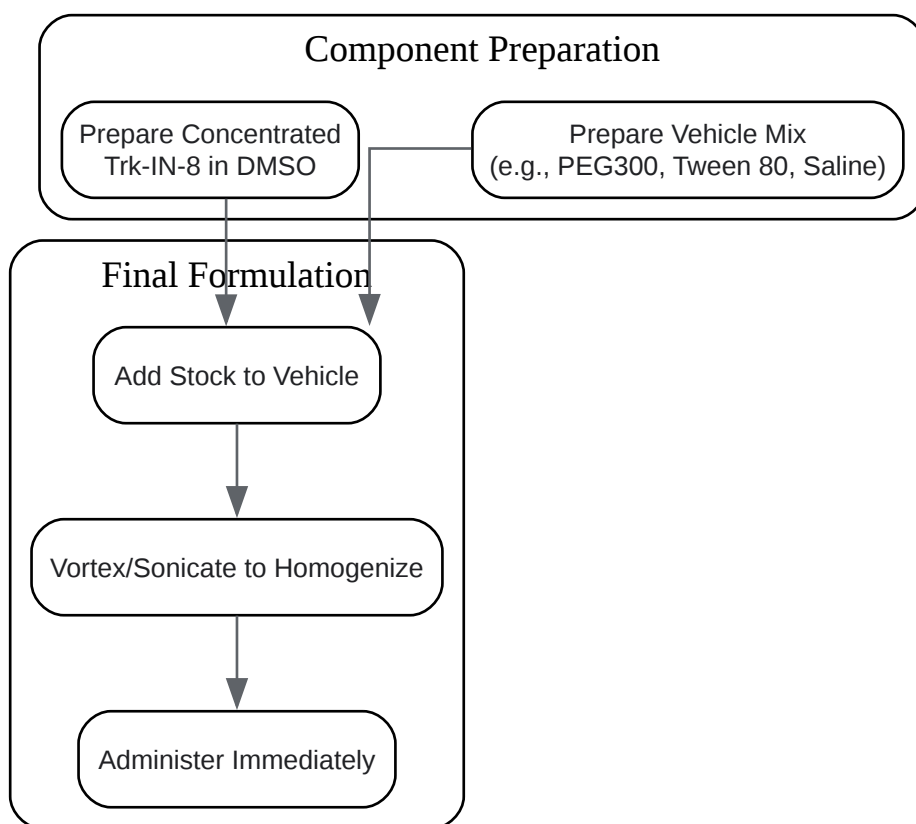 Component Preparation
Prepare Concentrated
Trk-IN-8 in DMSO
Prepare Vehicle Mix
(e.g., PEG300, Tween 80, Saline)
Final Formulation
Add Stock to Vehicle
Vortex/Sonicate to Homogenize
Administer Immediately